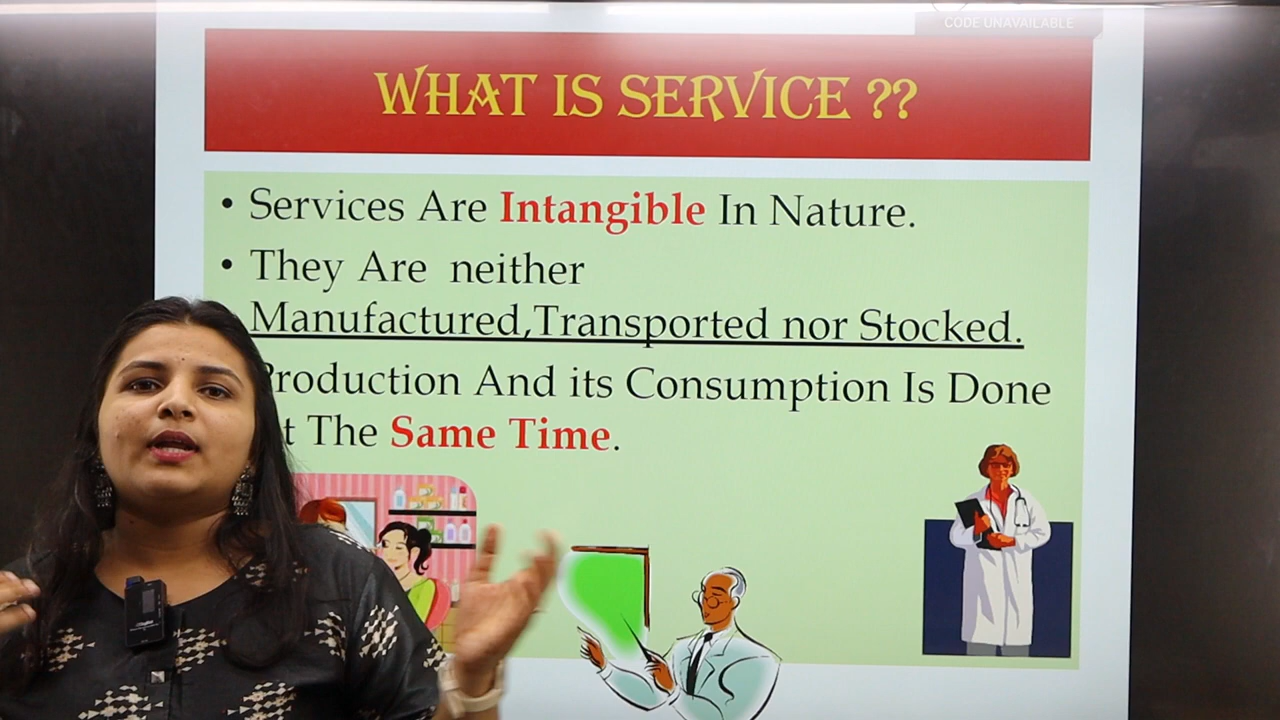 CODE UNAVAILABLE
WHAT IS SERVICE ??
• Services Are Intangible In Nature.
• They Are neither
Manufactured,Transported nor Stocked.
Production And its Consumption Is Done
The Same Time.